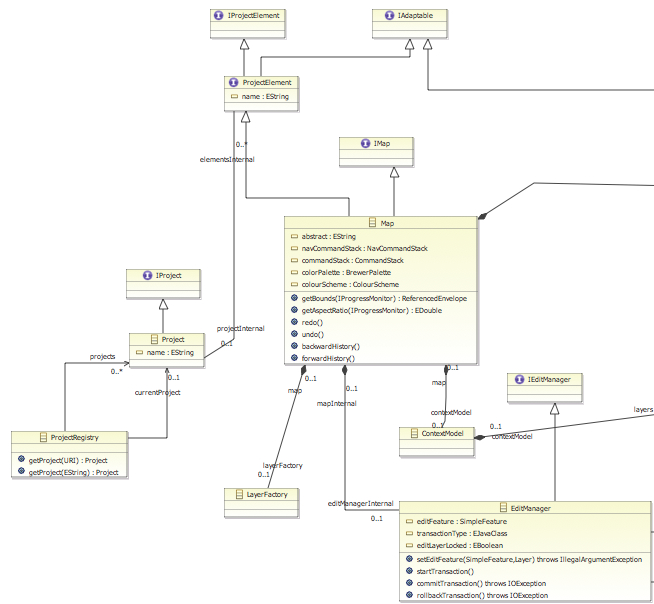 IProjectElement
IAdaptable
ProjectElement
name : EString
0..*
elementsInternal
IMap
Map
abstract : EString
navCommandStack : NavCommandStack
commandStack : CommandStack
colorPalette : BrewerPalette
colourScheme : ColourScheme
getBounds(IProgressMonitor) : ReferencedEnvelope
getAspectRatio(IProgressMonitor) : EDouble
redo()
undo()
backwardHistory()
forwardHistory()
IProject
Project
name : EString
projectInternal
0..1
projects
0..*
0..1
currentProject
ProjectRegistry
getProject(URI) : Project
getProject(EString) : Project
0..1
map
0..1
mapInternal
0..1
map
IEditManager
contextModel
0..1
ContextModel
0..1
contextModel
layers
layerFactory
0..1
LayerFactory
editManagerInternal
0..1
EditManager
editFeature : SimpleFeature
transactionType : EJavaClass
editLayerLocked : EBoolean
setEditFeature(SimpleFeature,Layer) throws IllegalArgumentException
startTransaction()
commitTransaction() throws IOException
rollbackTransaction() throws IOException